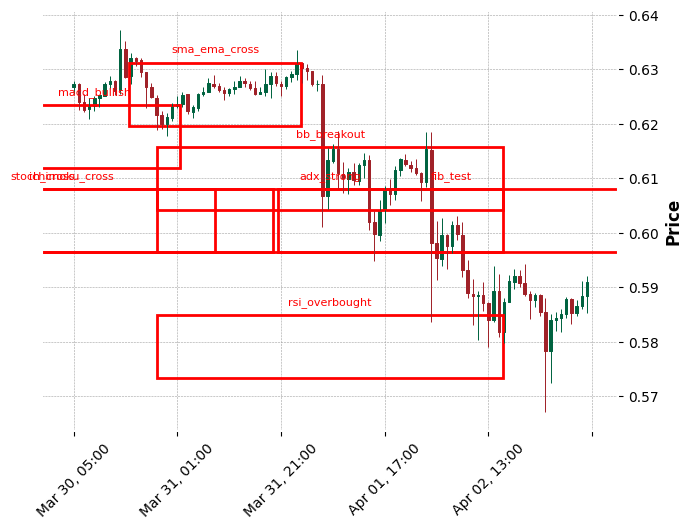 0.64
sma_ema_cross
0.63
macd_bullish
0.62
bb_breakout
0.61
adx_strong
fib_test
0.60
0.59
rsi_overbought
0.58
0.57
Price
Mar 30, 05:00
Mar 31, 01:00
Mar 31, 21:00
Apr 01, 17:00
Apr 02, 13:00